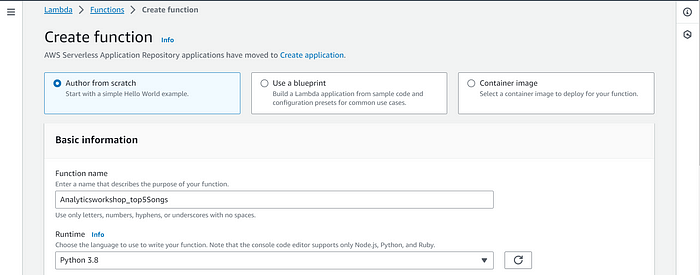 Lambda > Functions > Create function
Create function Info
AWS Serverless Application Repository applications have moved to Create application.
Author from scratch
Start with a simple Hello World example.
Use a blueprint
Build a Lambda application from sample code and
configuration presets for common use cases.
Container image
Select a container image to deploy for your function.
Basic information
Function name
Enter a name that describes the purpose of your function.
Analyticsworkshop_top5Songs
Use only letters, numbers, hyphens, or underscores with no spaces.
Runtime Info
Choose the language to use to write your function. Note that the console code editor supports only Node.js, Python, and Ruby.
Python 3.8